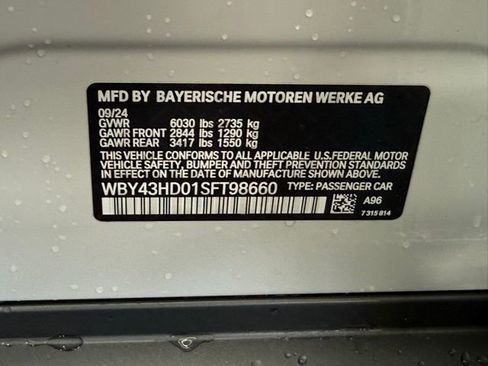 MFD BY BAYERISCHE MOTOREN WERKE AG
09/24
GVWR 6030 lbs 2735 kg
GAWR FRONT 2844 lbs 1290 kg
GAWR REAR 3417 lbs 1550 kg
THIS VEHICLE CONFORMS TO ALL APPLICABLE U.S.FEDERAL MOTOR
VEHICLE SAFETY, BUMPER AND THEFT PREVENTION STANDARDS
IN EFFECT ON THE DATE OF MANUFACTURE SHOWN ABOVE.
WBY43HD01SFT98660 TYPE: PASSENGER CAR
A96
7 315 814